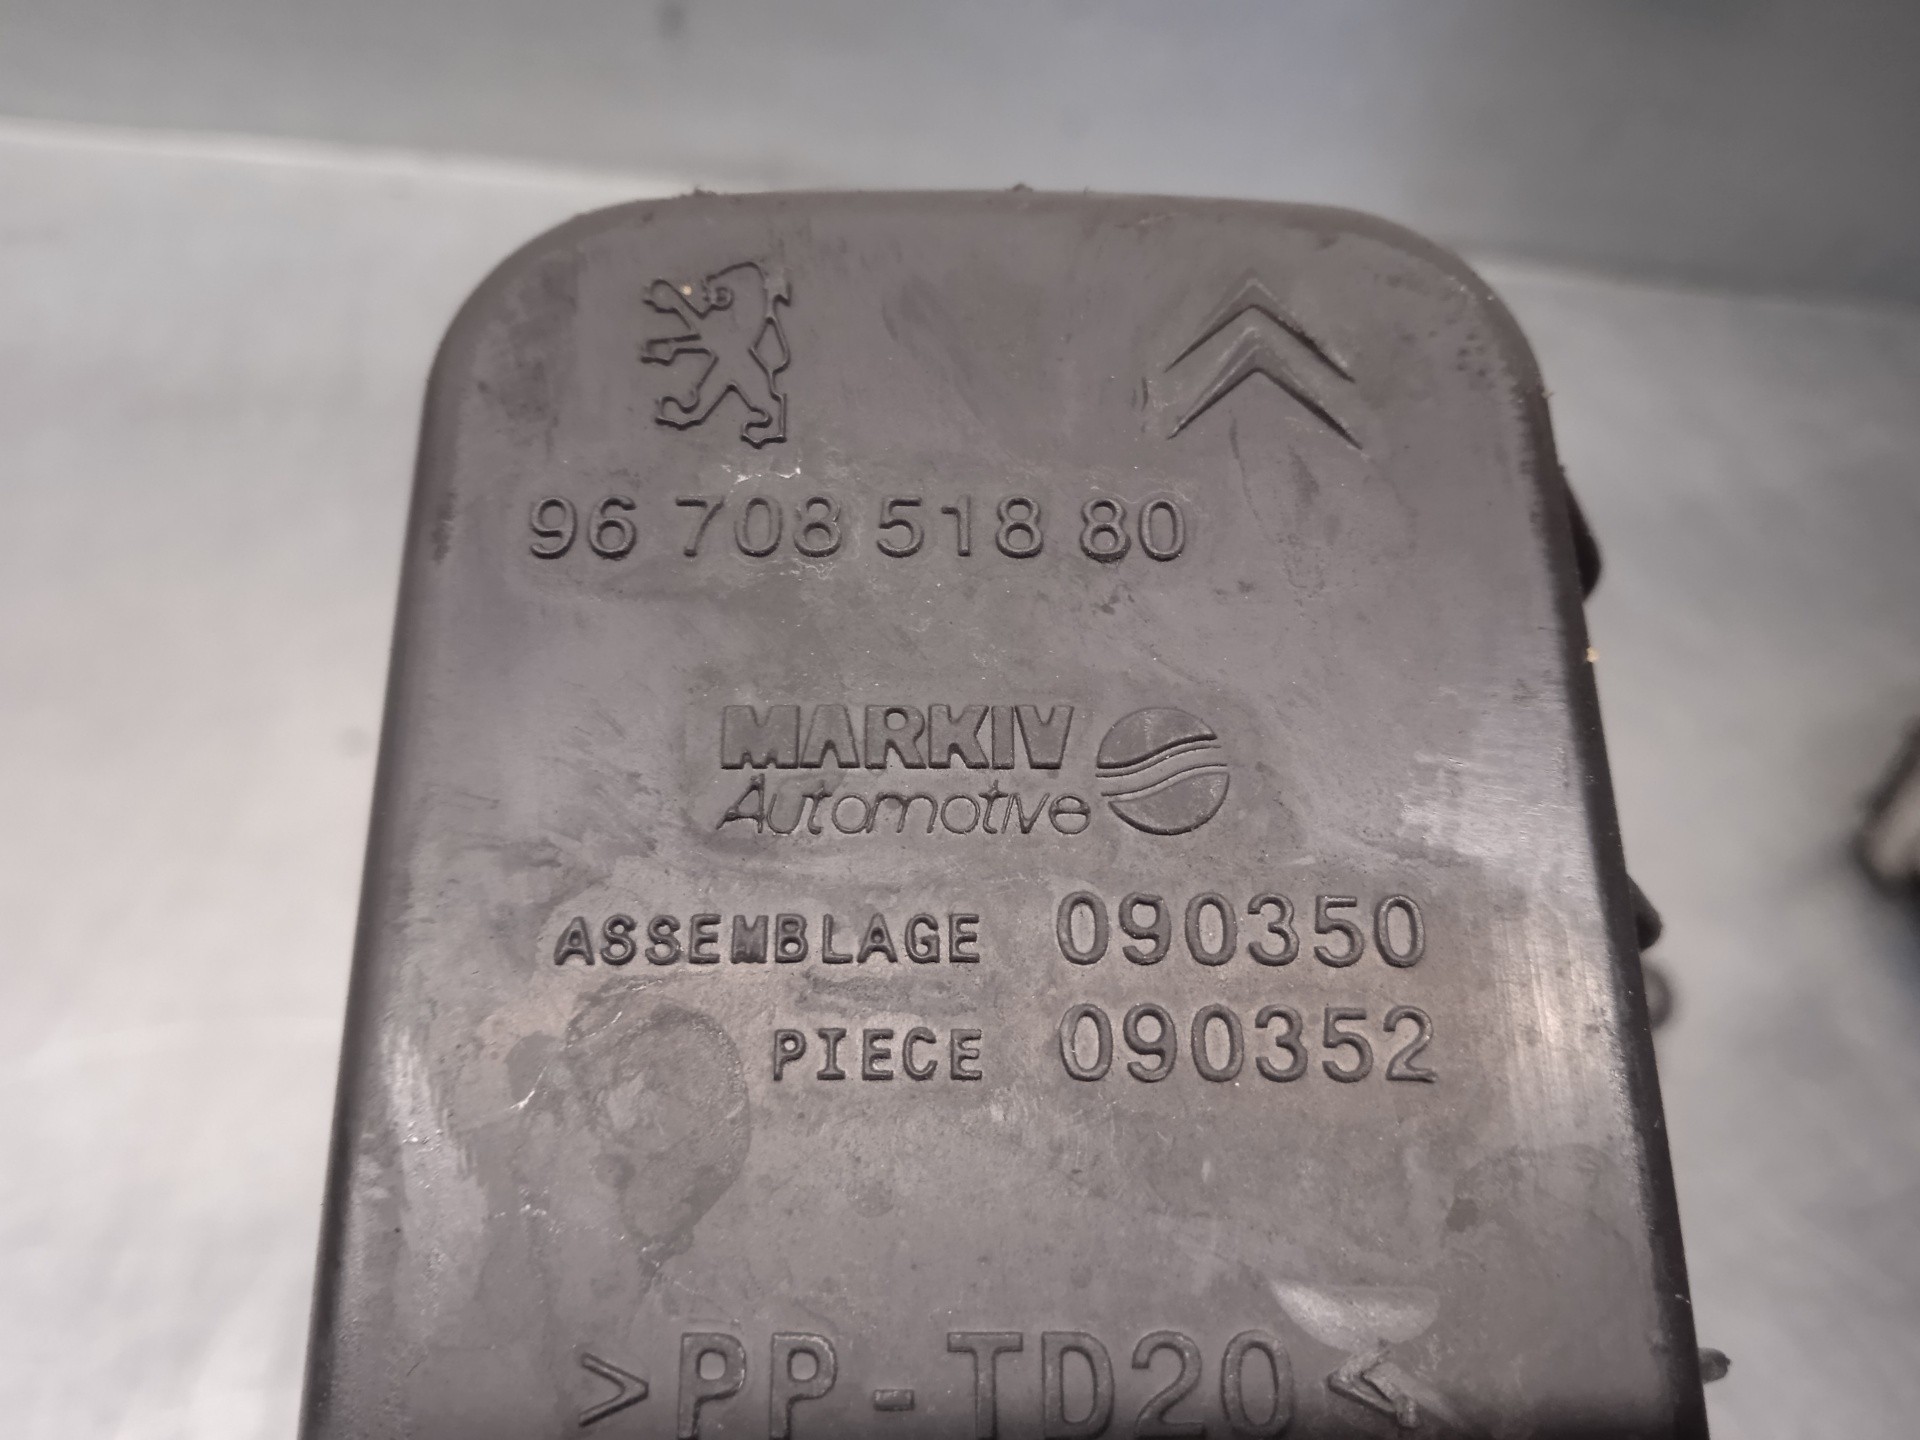 96 708 518 80
MARKIV
Automotive
ASSEMBLAGE 090350
PIECE 090352
>PP-TD20<